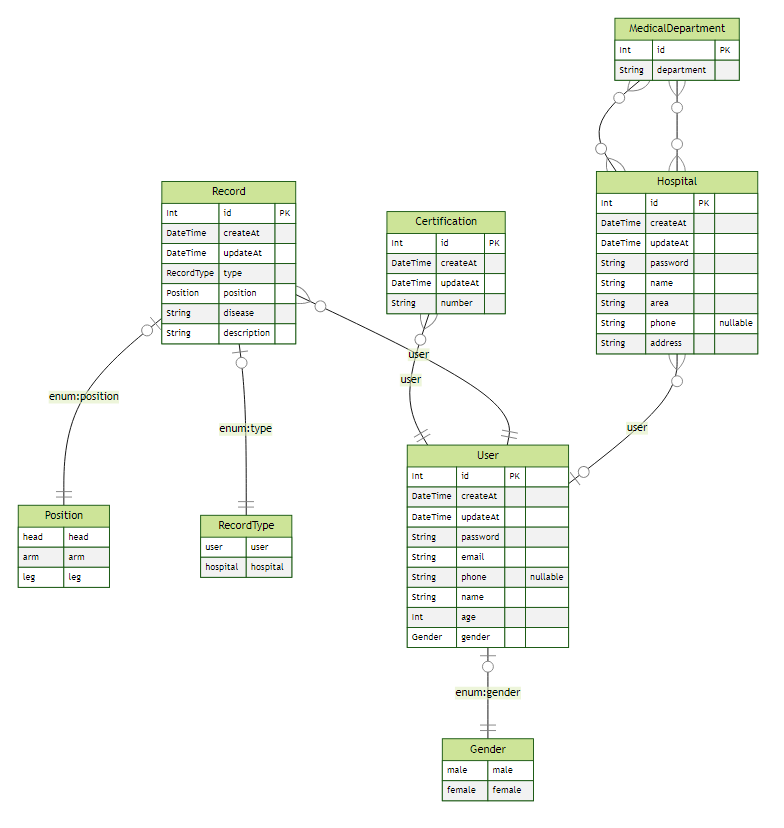 MedicalDepartment
Int id PK
String department
Record
Int id PK
DateTime createAt
DateTime updateAt
RecordType type
Position position
String disease
String description
Certification
Int id PK
DateTime createAt
DateTime updateAt
String number
Hospital
Int id PK
DateTime createAt
DateTime updateAt
String password
String name
String area
String phone nullable
String address
user
user
enum:position
enum:type
user
User
Int id PK
DateTime createAt
DateTime updateAt
String password
String email
String phone nullable
String name
Int age
Gender gender
Position
head head
arm arm
leg leg
RecordType
user user
hospital hospital
enum:gender
Gender
male male
female female